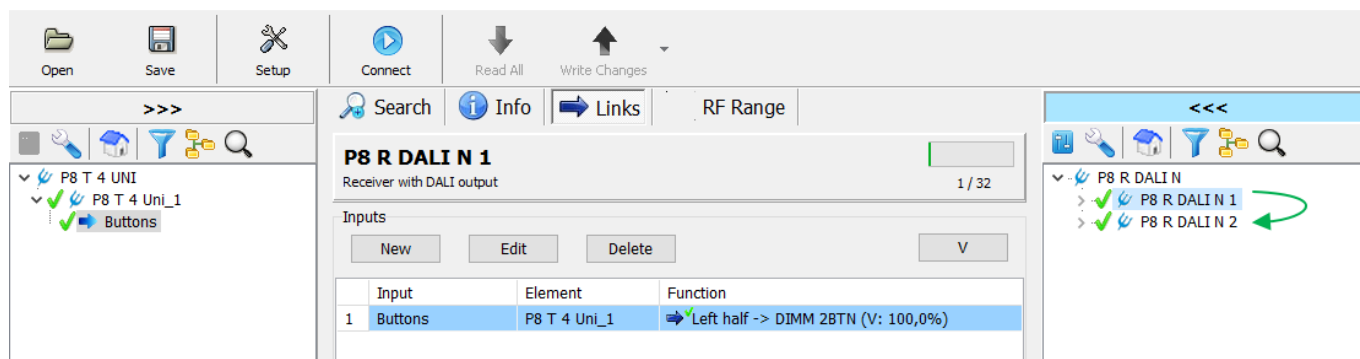 Open Save Setup Connect Read All Write Changes
>>>
P8 T 4 UNI
P8 T 4 Uni_1
Buttons
Search Info Links RF Range
P8 R DALI N 1
Receiver with DALI output
1 / 32
Inputs
New Edit Delete V
Input Element Function
1 Buttons P8 T 4 Uni_1 Left half -> DIMM 2BTN (V: 100,0%)
<<<
P8 R DALI N
P8 R DALI N 1
P8 R DALI N 2